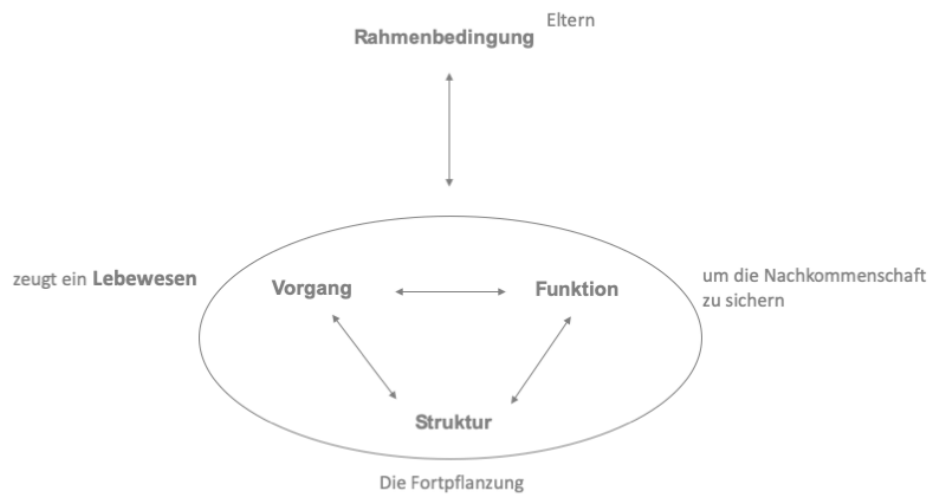 Eltern
Rahmenbedingung
zeugt ein Lebewesen
Vorgang
Funktion
um die Nachkommenschaft
zu sichern
Struktur
Die Fortpflanzung